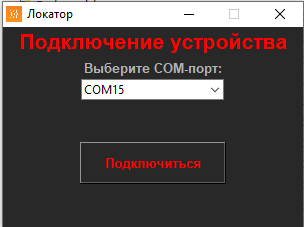 Локатор
Подключение устройства
Выберите COM-порт:
COM15
Подключиться